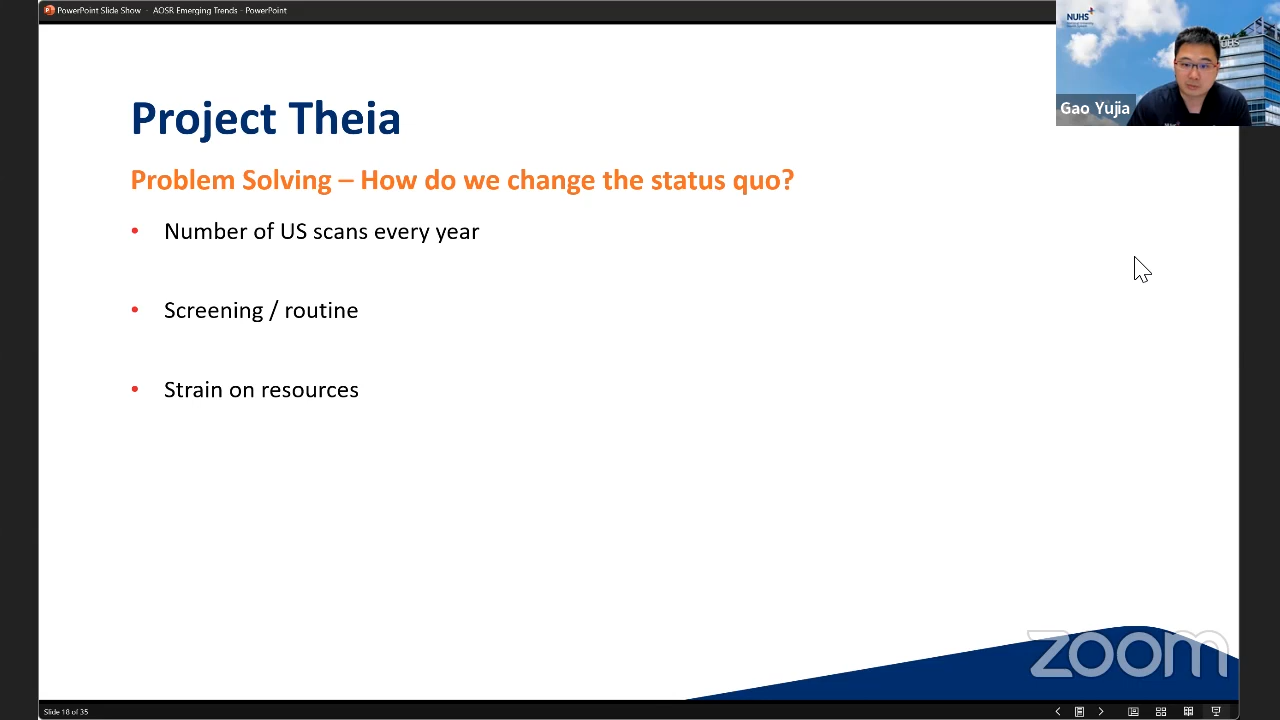 PowerPoint Slide Show - AOSR Emerging Trends - PowerPoint
NUHS
Gao Yujia
Project Theia
Problem Solving – How do we change the status quo?
• Number of US scans every year
• Screening / routine
• Strain on resources
zoom
Slide 18 of 35